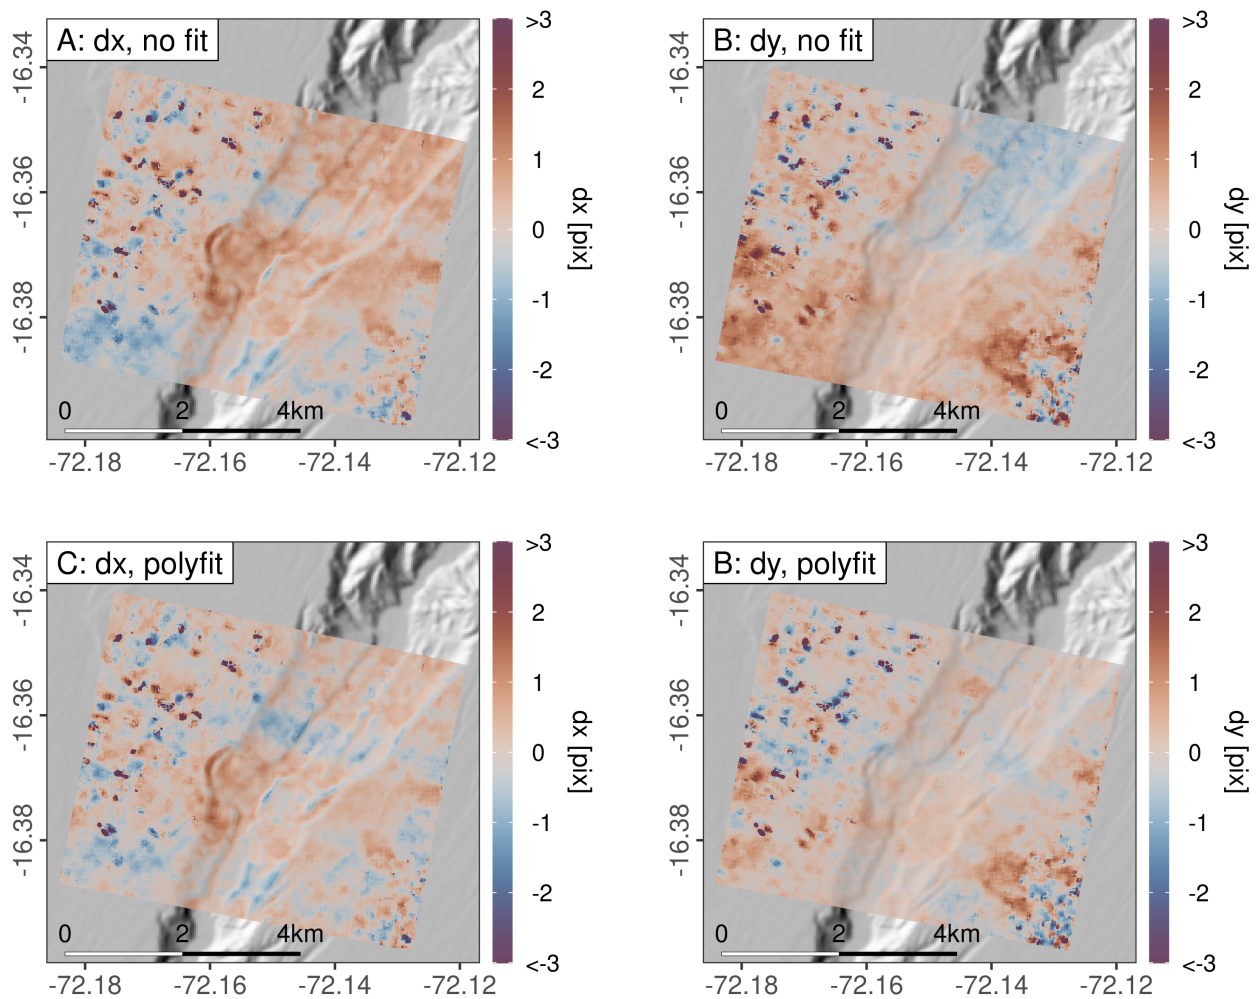 A: dx, no fit
-16.34
-16.36
-16.38
0 2 4km
-72.18 -72.16 -72.14 -72.12
>3
2
1
0
-1
-2
<-3
dx [pix]
B: dy, no fit
-16.34
-16.36
-16.38
0 2 4km
-72.18 -72.16 -72.14 -72.12
>3
2
1
0
-1
-2
<-3
dy [pix]
C: dx, polyfit
-16.34
-16.36
-16.38
0 2 4km
-72.18 -72.16 -72.14 -72.12
>3
2
1
0
-1
-2
<-3
dx [pix]
B: dy, polyfit
-16.34
-16.36
-16.38
0 2 4km
-72.18 -72.16 -72.14 -72.12
>3
2
1
0
-1
-2
<-3
dy [pix]